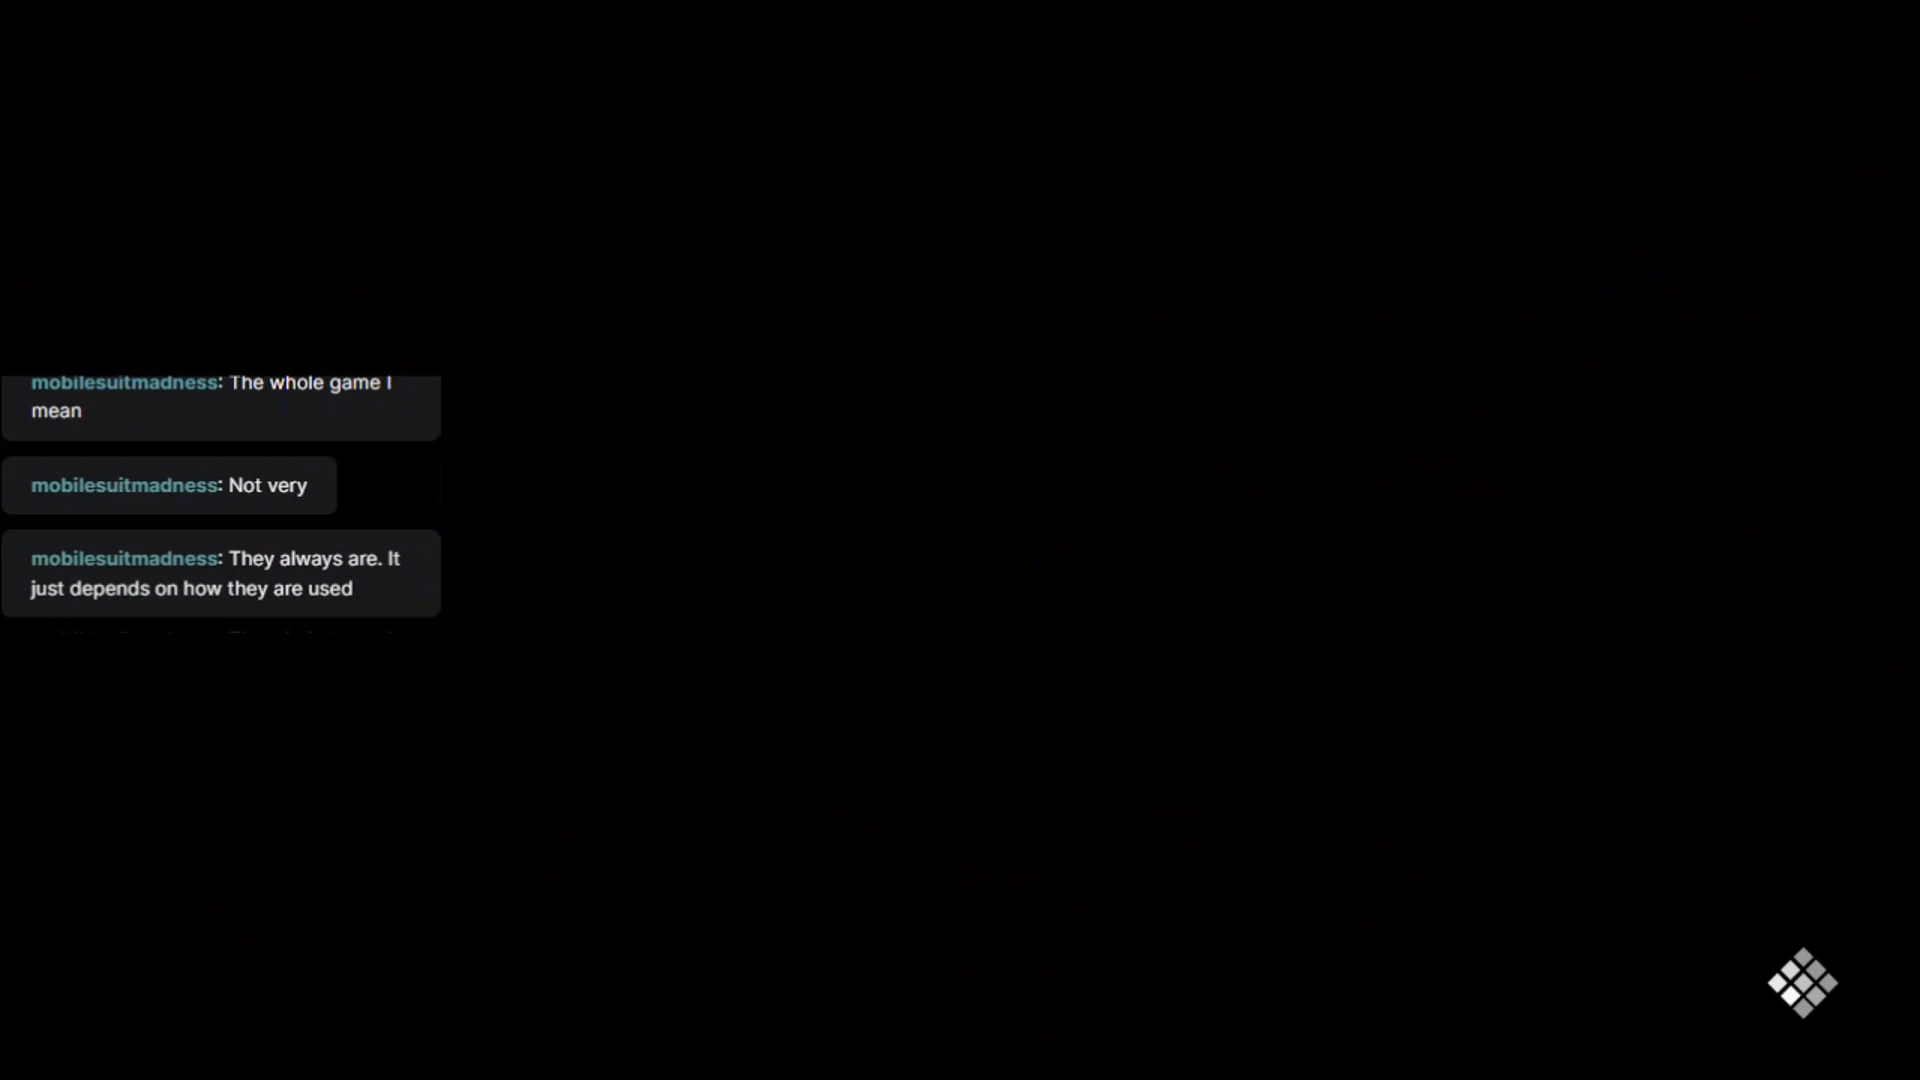 mobilesuitmadness: The whole game I
mean
mobilesuitmadness: Not very
mobilesuitmadness: They always are. It
just depends on how they are used